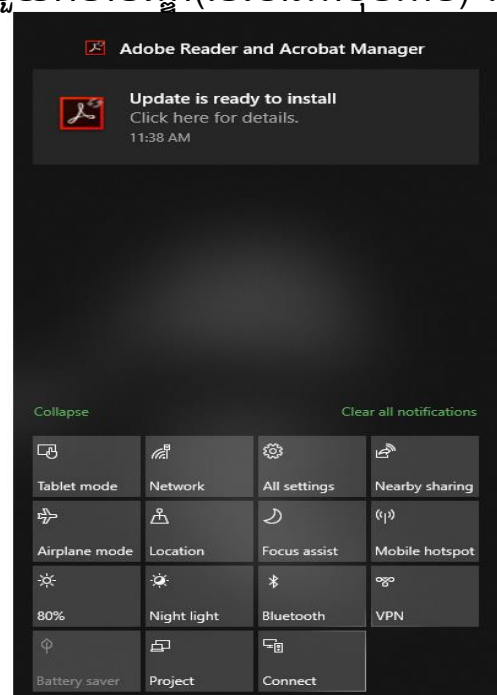 Adobe Reader and Acrobat Manager
Update is ready to install
Click here for details.
11:38 AM
Collapse Clear all notifications
Tablet mode Network All settings Nearby sharing
Airplane mode Location Focus assist Mobile hotspot
80% Night light Bluetooth VPN
Battery saver Project Connect